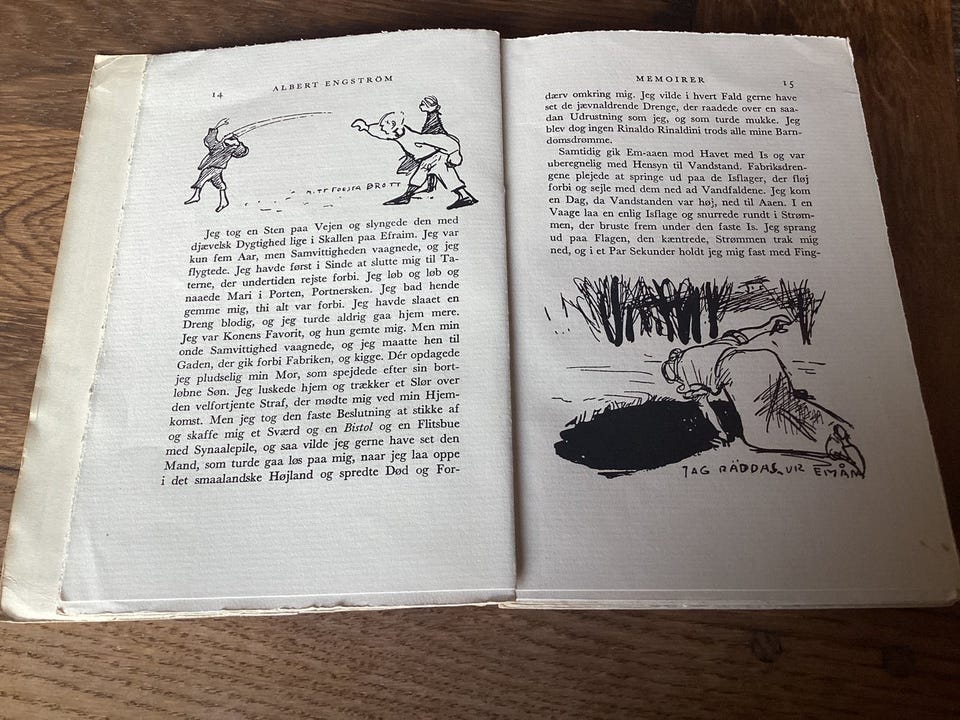 14
ALBERT ENGSTRÖM
MITT FÖRSTA BROTT
Jeg tog en Sten paa Vejen og slyngede den med
djævelsk Dygtighed lige i Skallen paa Efraim. Jeg var
kun fem Aar, men Samvittigheden vaagnede, og jeg
flygtede. Jeg havde først i Sinde at slutte mig til Ta-
terne, der undertiden rejste forbi. Jeg løb og løb og
naaede Mari i Porten, Portnersken. Jeg bad hende
gemme mig, thi alt var forbi. Jeg havde slaaet en
Dreng blodig, og jeg turde aldrig gaa hjem mere.
Jeg var Konens Favorit, og hun gemte mig. Men min
onde Samvittighed vaagnede, og jeg maatte hen til
Gaden, der gik forbi Fabriken, og kigge. Dér opdagede
jeg pludselig min Mor, som spejdede efter sin bort-
løbne Søn. Jeg luskede hjem og trækker et Slør over
den velfortjente Straf, der mødte mig ved min Hjem-
komst. Men jeg tog den faste Beslutning at stikke af
og skaffe mig et Sværd og en Bistol og en Flitsbue
med Synaalepile, og saa vilde jeg gerne have set den
Mand, som turde gaa løs paa mig, naar jeg laa oppe
i det smaalandske Højland og spredte Død og For-
MEMOIRER
15
dærv omkring mig. Jeg vilde i hvert Fald gerne have
set de jævnaldrende Drenge, der raadede over en saa-
dan Udrustning som jeg, og som turde mukke. Jeg
blev dog ingen Rinaldo Rinaldini trods alle mine Barn-
domsdrømme.
Samtidig gik Em-aaen mod Havet med Is og var
uberegnelig med Hensyn til Vandstand. Fabriksdren-
gene plejede at springe ud paa de Isflager, der fløj
forbi og sejle med dem ned ad Vandfaldene. Jeg kom
en Dag, da Vandstanden var høj, ned til Aaen. I en
Vaage laa en enlig Isflage og snurrede rundt i Strøm-
men, der bruste frem under den faste Is. Jeg sprang
ud paa Flagen, den kæntrede, Strømmen trak mig
ned, og i et Par Sekunder holdt jeg mig fast med Fing-
JAG RÄDDAS UR EMÅN